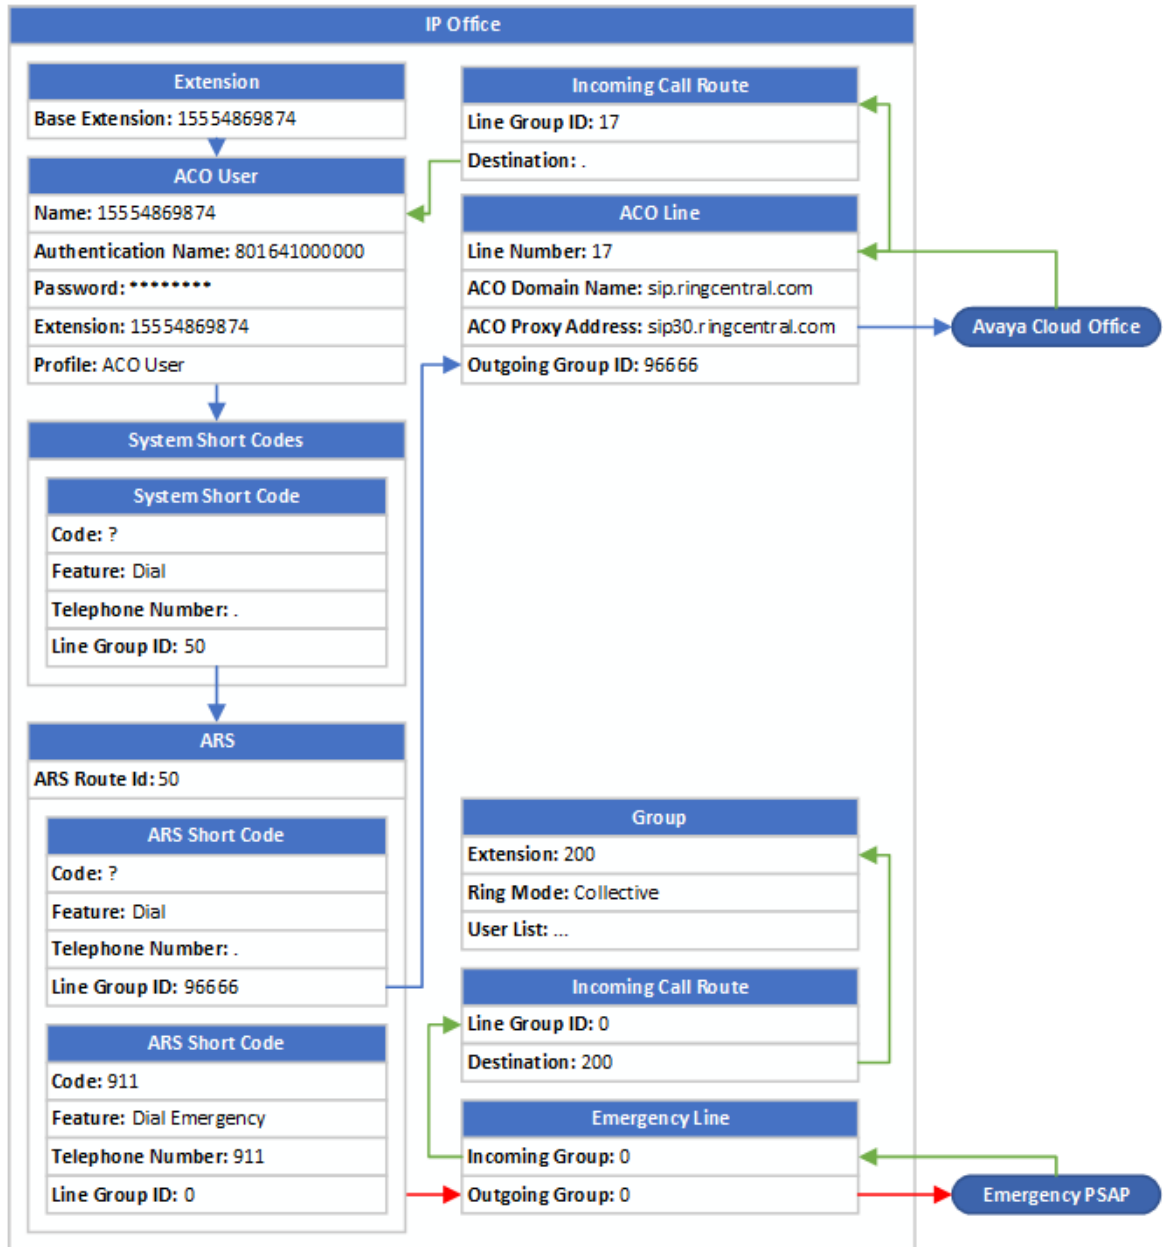 IP Office
Extension
Base Extension: 15554869874
ACO User
Name: 15554869874
Authentication Name: 801641000000
Password: ********
Extension: 15554869874
Profile: ACO User
System Short Codes
System Short Code
Code: ?
Feature: Dial
Telephone Number: .
Line Group ID: 50
ARS
ARS Route Id: 50
ARS Short Code
Code: ?
Feature: Dial
Telephone Number: .
Line Group ID: 96666
ARS Short Code
Code: 911
Feature: Dial Emergency
Telephone Number: 911
Line Group ID: 0
Incoming Call Route
Line Group ID: 17
Destination: .
ACO Line
Line Number: 17
ACO Domain Name: sip.ringcentral.com
ACO Proxy Address: sip30.ringcentral.com
Outgoing Group ID: 96666
Avaya Cloud Office
Group
Extension: 200
Ring Mode: Collective
User List: ...
Incoming Call Route
Line Group ID: 0
Destination: 200
Emergency Line
Incoming Group: 0
Outgoing Group: 0
Emergency PSAP